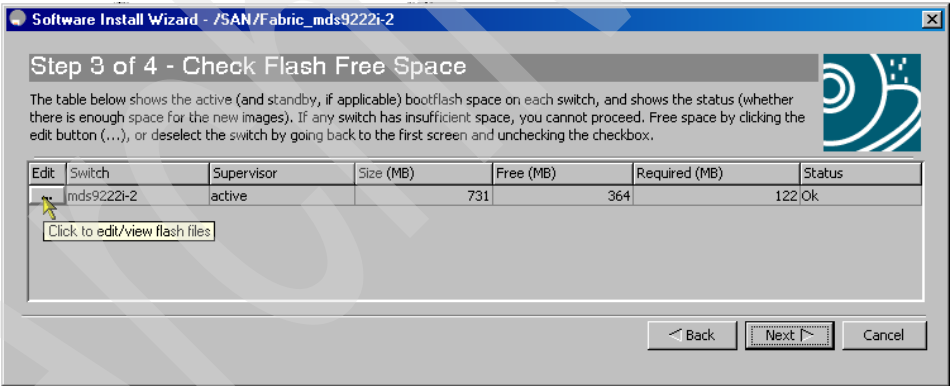 Software Install Wizard - /SAN/Fabric_mds9222i-2
Step 3 of 4 - Check Flash Free Space
The table below shows the active (and standby, if applicable) bootflash space on each switch, and shows the status (whether
there is enough space for the new images). If any switch has insufficient space, you cannot proceed. Free space by clicking the
edit button (...), or deselect the switch by going back to the first screen and unchecking the checkbox.
Edit Switch Supervisor Size (MB) Free (MB) Required (MB) Status
... mds9222i-2 active 731 364 122 Ok
Click to edit/view flash files
Back Next Cancel